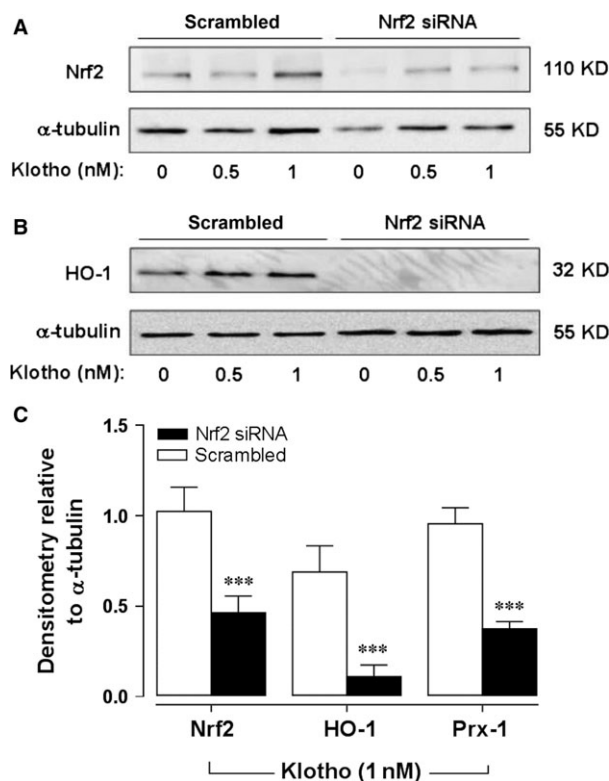 A
Scrambled Nrf2 siRNA
Nrf2 110 KD
α-tubulin 55 KD
Klotho (nM): 0 0.5 1 0 0.5 1
B
Scrambled Nrf2 siRNA
HO-1 32 KD
α-tubulin 55 KD
Klotho (nM): 0 0.5 1 0 0.5 1
C
Densitometry relative
to α-tubulin
1.5
1.0
0.5
0.0
Nrf2 siRNA
Scrambled
*** *** ***
Nrf2 HO-1 Prx-1
Klotho (1 nM)